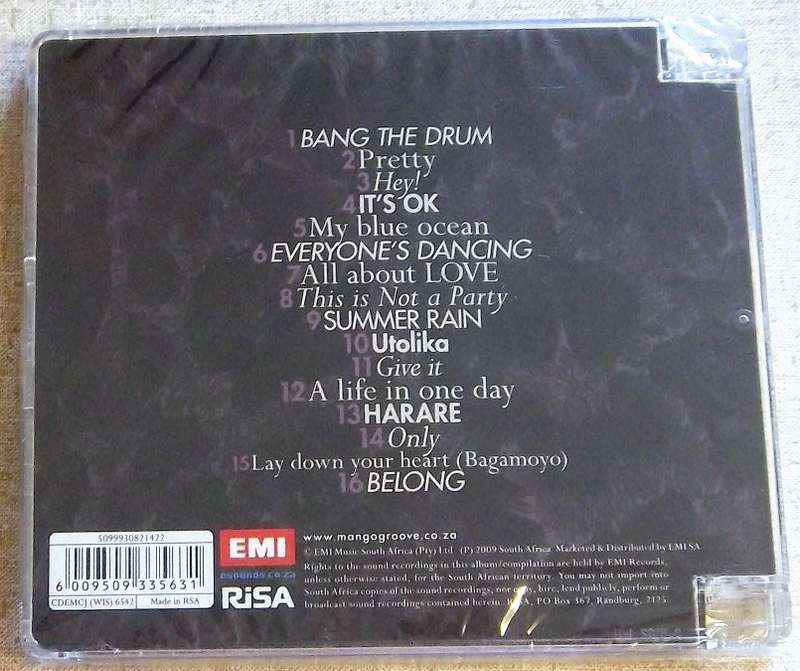 1 BANG THE DRUM
2 Pretty
3 Hey!
4 IT'S OK
5 My blue ocean
6 EVERYONE'S DANCING
7 All about LOVE
8 This is Not a Party
9 SUMMER RAIN
10 Utolika
11 Give it
12 A life in one day
13 HARARE
14 Only
15 Lay down your heart (Bagamoyo)
16 BELONG
5099930821422
6 009509 335631
CDEMCJ (WIS) 6542 Made in RSA
EMI
esounds.co.za
RiSA
www.mangogroove.co.za
© EMI Music South Africa (Pty) Ltd (P) 2009 South Africa Marketed & Distributed by EMI SA
Rights to the sound recordings in this album/compilation are held by EMI Records,
unless otherwise stated, for the South African territory. You may not import into
South Africa copies of the sound recordings, nor copy, hire, lend publicly, perform or
broadcast sound recordings contained herein. RiSA, PO Box 367, Randburg, 2125.